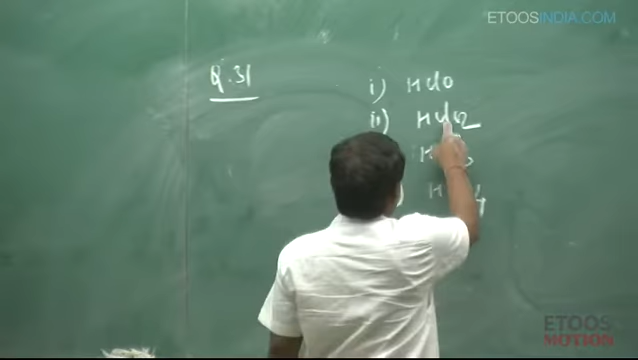 ETOOSINDIA.COM
Q.31
i) HClO
ii) HClO2
H
H
ETOOS
MOTION